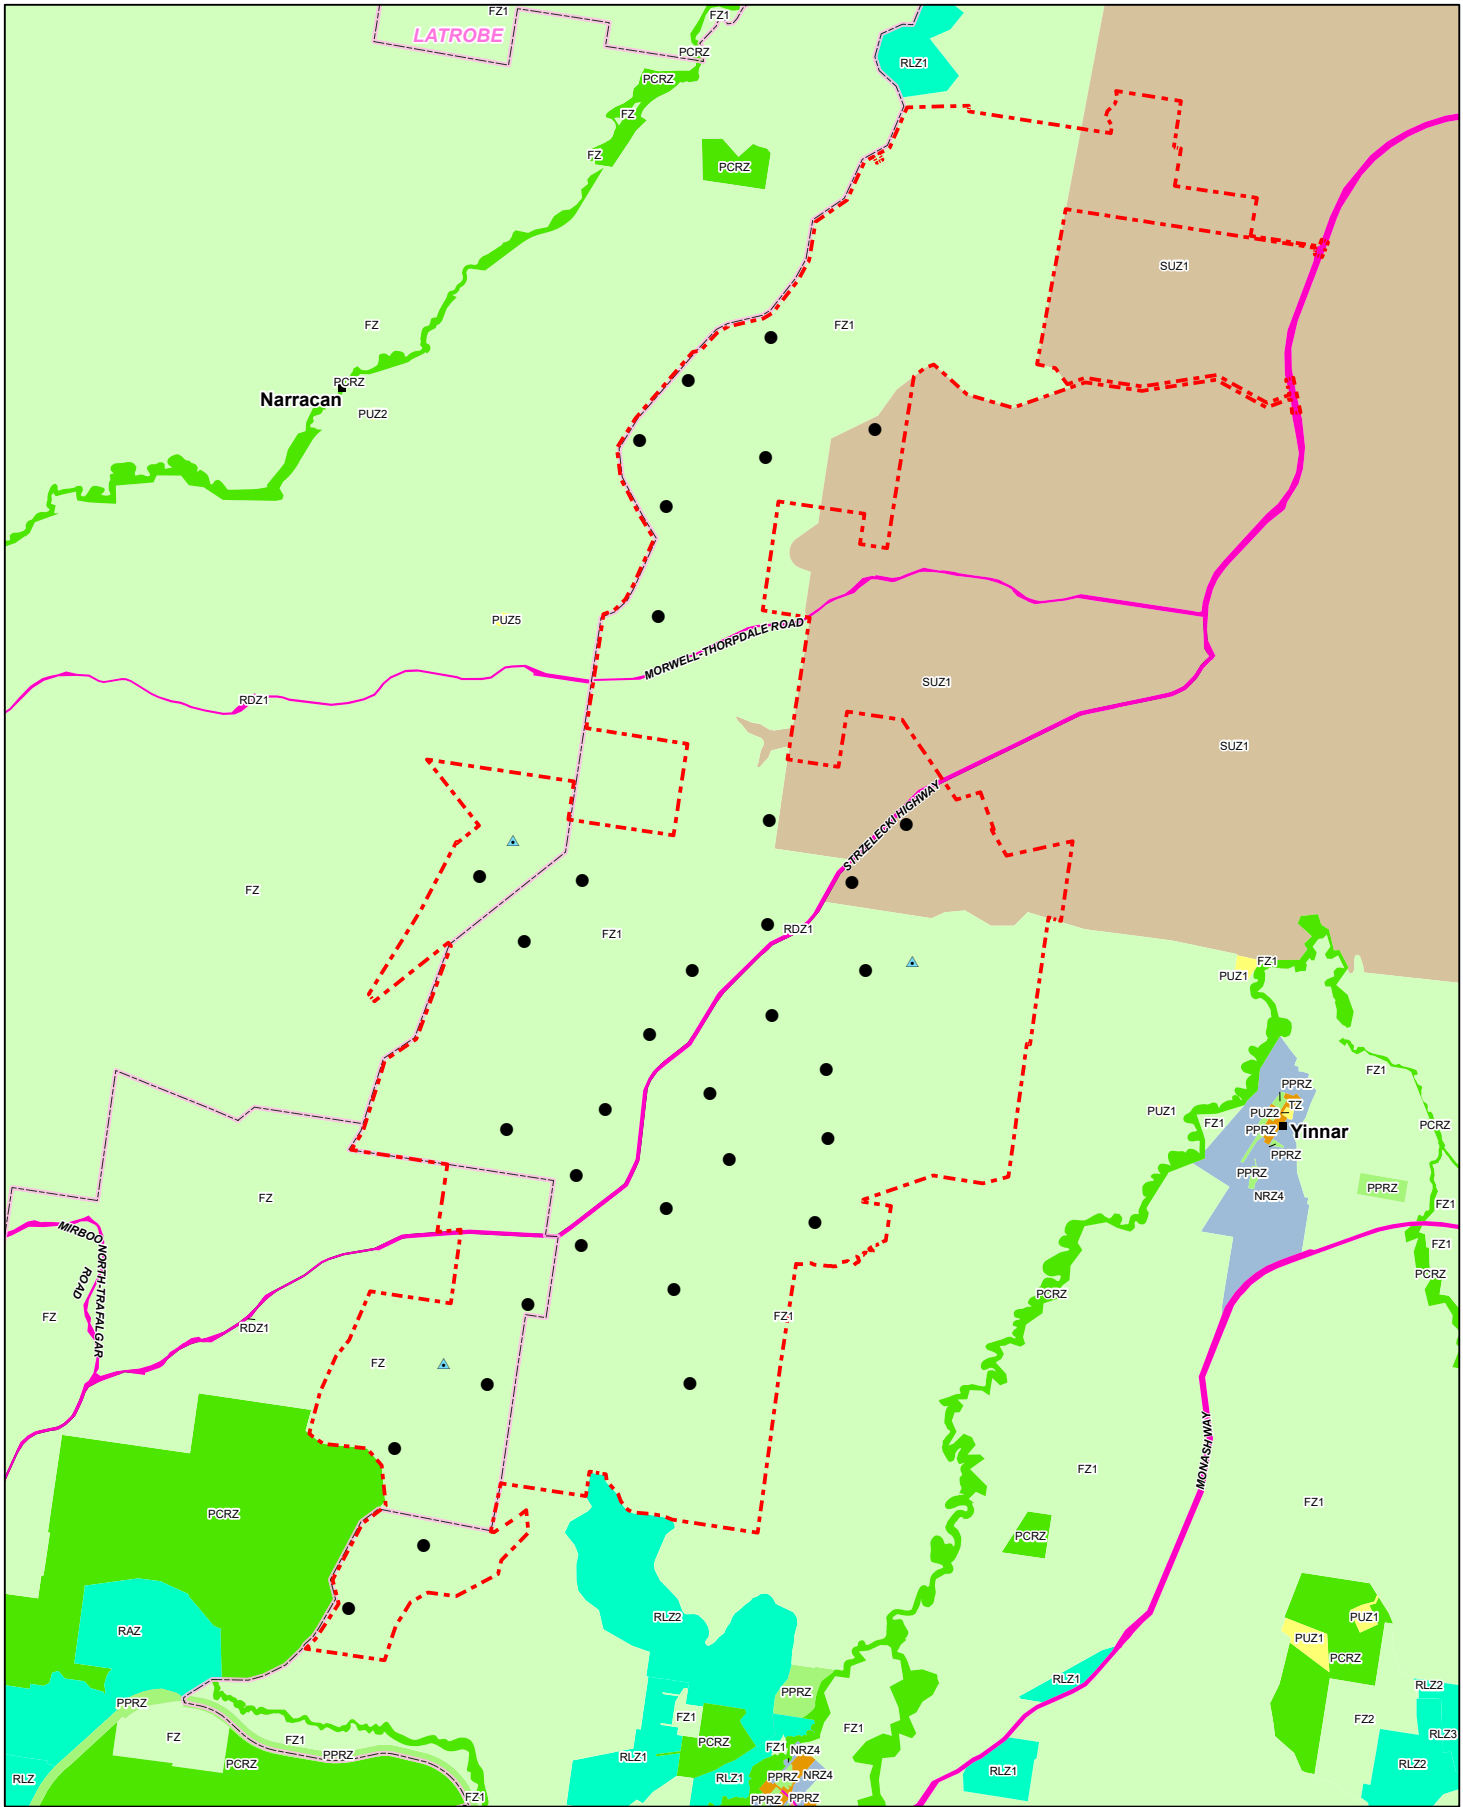 FZ1
FZ1
LATROBE
PCRZ
RLZ1
PCRZ
FZ
FZ
PCRZ
SUZ1
FZ
FZ1
PCRZ
Narracan
PUZ2
PUZ5
MORWELL-THORPDALE ROAD
SUZ1
RDZ1
SUZ1
STRZELECKI HIGHWAY
FZ
FZ1
RDZ1
FZ1
PUZ1
FZ1
PPRZ
TZ
PUZ1
PUZ2
FZ1
PPRZ
Yinnar
PCRZ
PPRZ
PPRZ
PPRZ
NRZ4
FZ
FZ1
MIRBOO NORTH-TRAFALGAR
ROAD
FZ1
PCRZ
PCRZ
FZ
FZ1
RDZ1
FZ
MONASH WAY
FZ1
FZ1
PCRZ
PCRZ
RLZ2
PUZ1
RAZ
PUZ1
PCRZ
RLZ1
RLZ2
PPRZ
PPRZ
FZ1
FZ2
FZ1
RLZ3
FZ
FZ1
PCRZ
FZ1
NRZ4
PPRZ
RLZ1
RLZ2
PCRZ
RLZ1
PPRZ
NRZ4
RLZ
RLZ1
FZ1
PPRZ
PPRZ